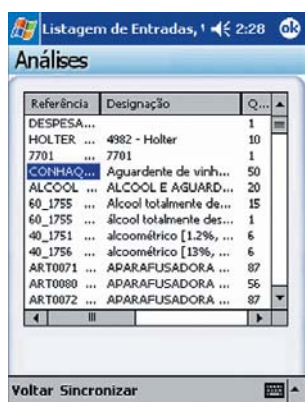 Listagem de Entradas, 2:28 ok
Análises
Referência Designação Q...
DESPESA... 1
HOLTER ... 4982 - Holter 10
7701 ... 7701 1
CONHAQ... Aguardente de vinh... 50
ALCOOL ... ALCOOL E AGUARD... 20
60_1755 ... Alcool totalmente de... 15
60_1755 ... álcool totalmente des... 1
40_1751 ... alcoométrico [1.2%, ... 6
40_1756 ... alcoométrico [13%, ... 6
ART0071 ... APARAFUSADORA ... 87
ART0080 ... APARAFUSADORA ... 56
ART0072 ... APARAFUSADORA ... 87
Voltar Sincronizar